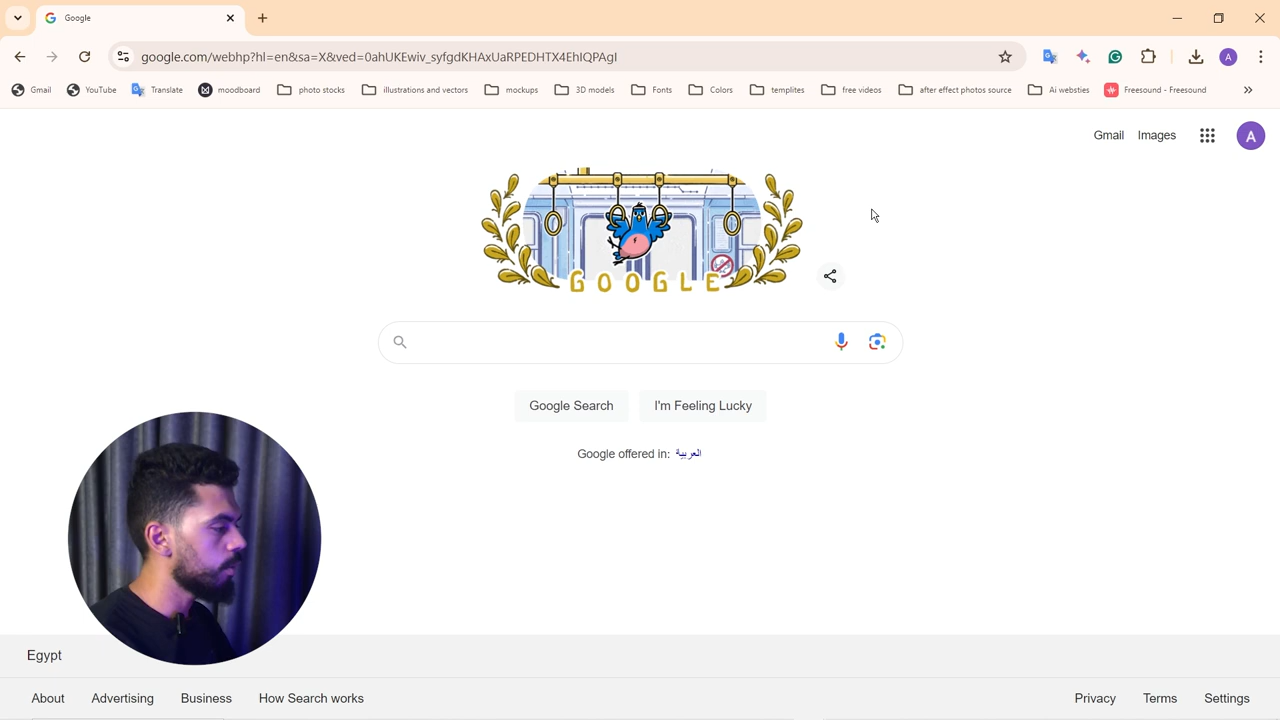 Google
google.com/webhp?hl=en&sa=X&ved=0ahUKEwiv_syfgdKHAxUaRPEDHTX4EhIQPAgI
A
Gmail YouTube Translate moodboard photo stocks illustrations and vectors mockups 3D models Fonts Colors templites free videos after effect photos source Ai websties Freesound - Freesound
Gmail Images A
GOOGLE
Google Search I'm Feeling Lucky
Google offered in: العربية
Egypt
About Advertising Business How Search works Privacy Terms Settings